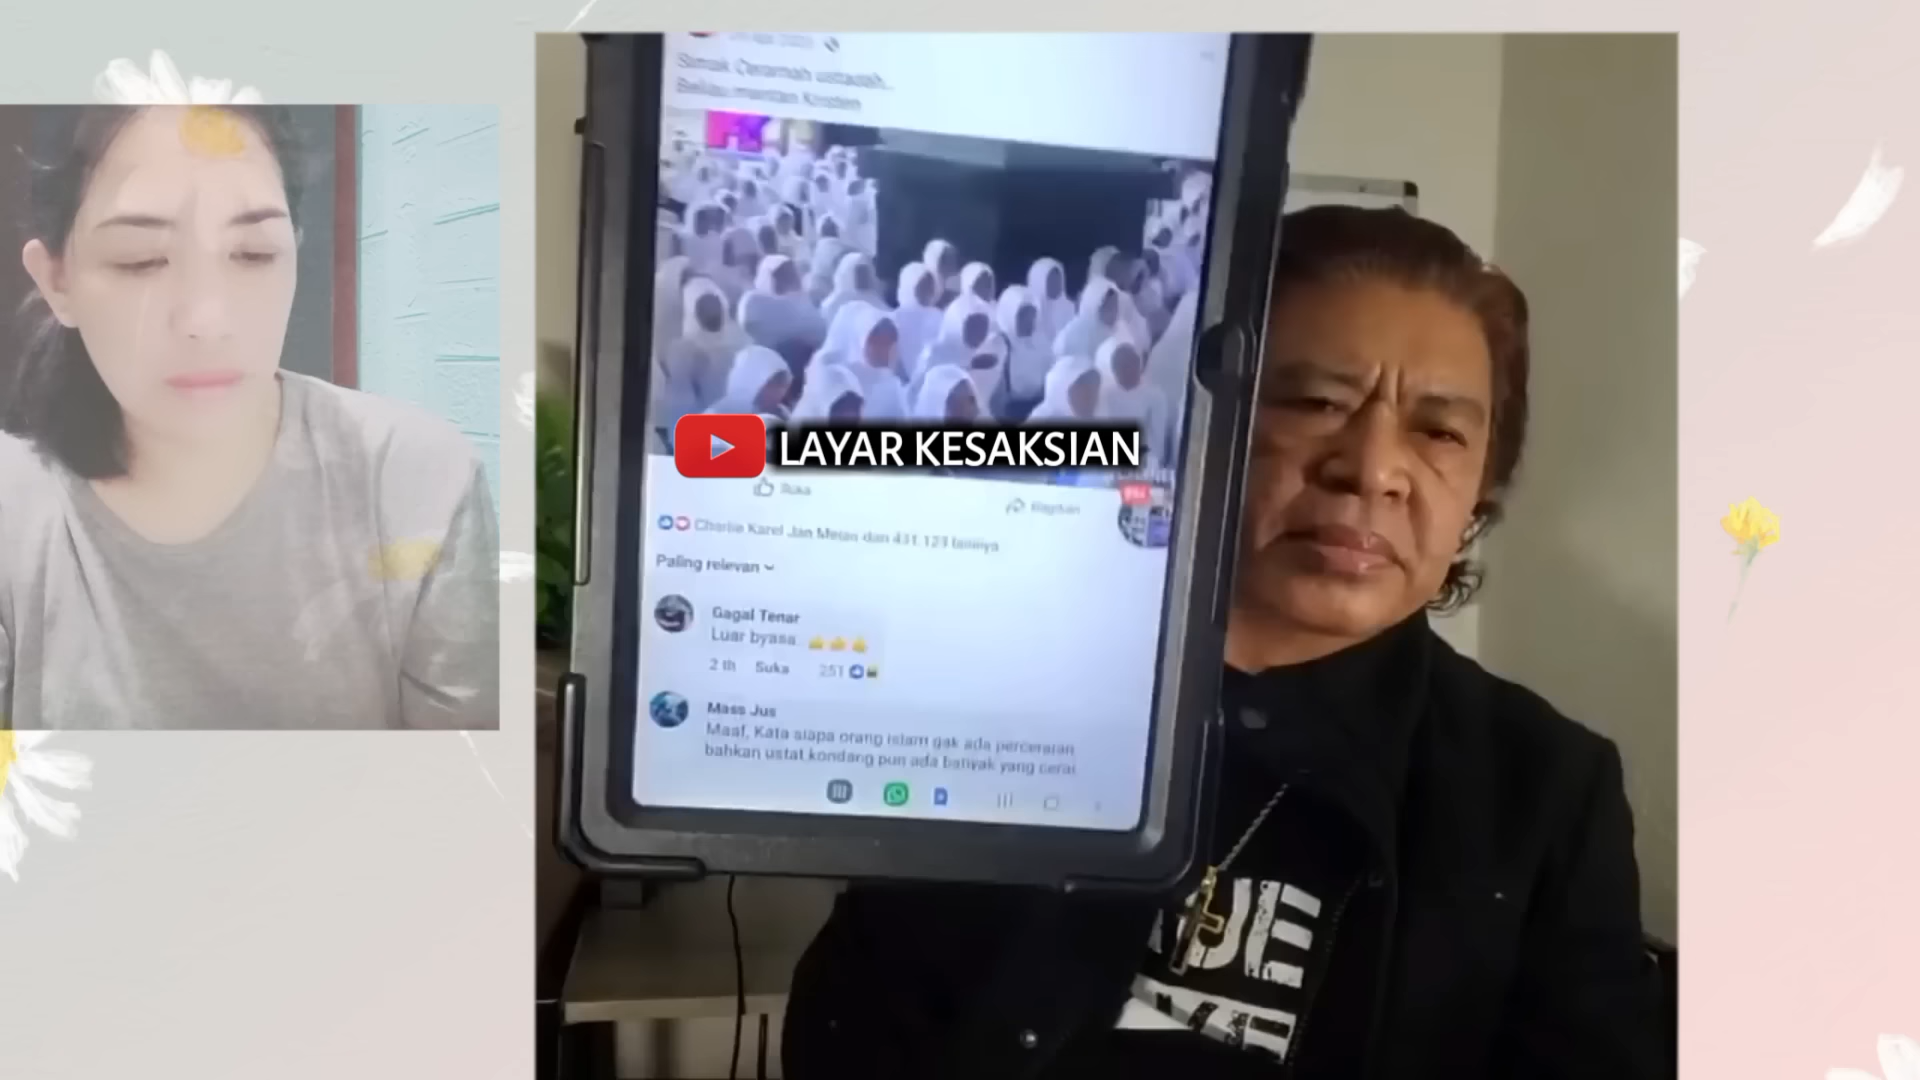 Simak Ceramah ustadah..
Beliau mantan Kristen
LAYAR KESAKSIAN
Suka
Bagikan
Charlie Karel Jan Meias dan 431.123 lainnya
Paling relevan
Gagal Tenar
Luar byasa 👍👍👍
2 th Suka 251
Mass Jus
Maaf, Kata siapa orang islam gak ada perceraian
bahkan ustat kondang pun ada banyak yang cerai